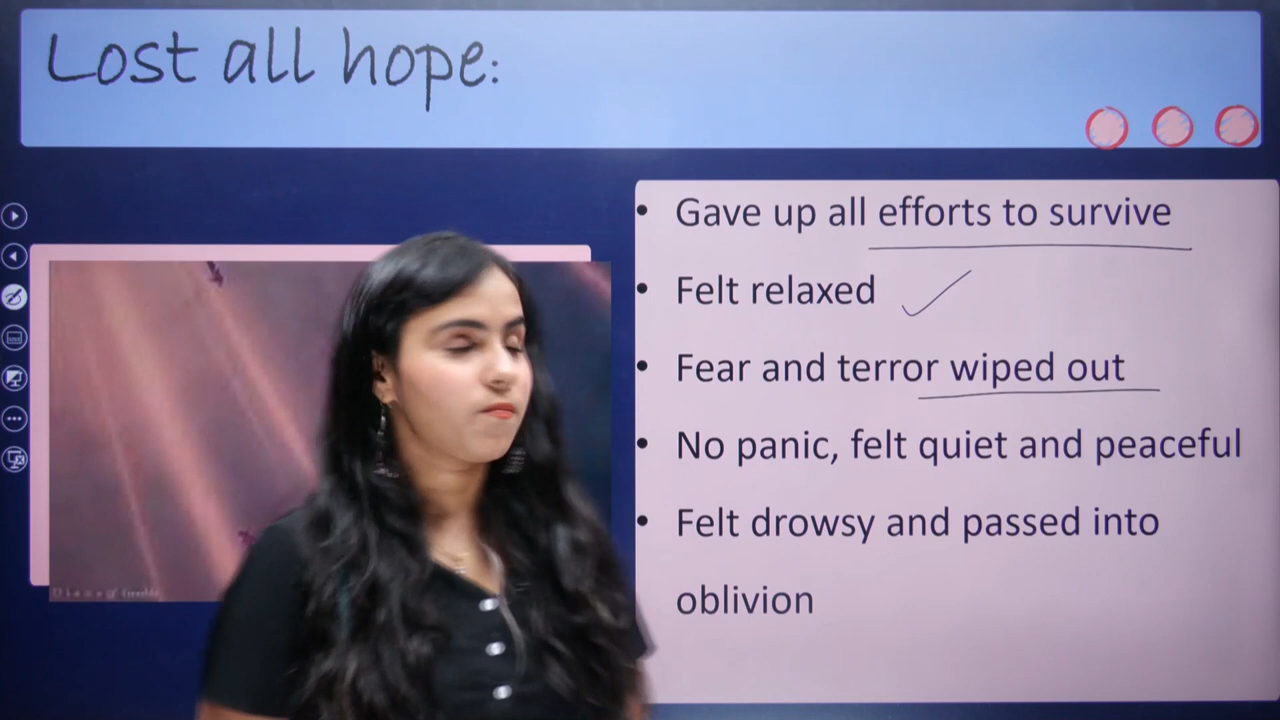 Lost all hope:
• Gave up all efforts to survive
• Felt relaxed
• Fear and terror wiped out
• No panic, felt quiet and peaceful
• Felt drowsy and passed into
oblivion